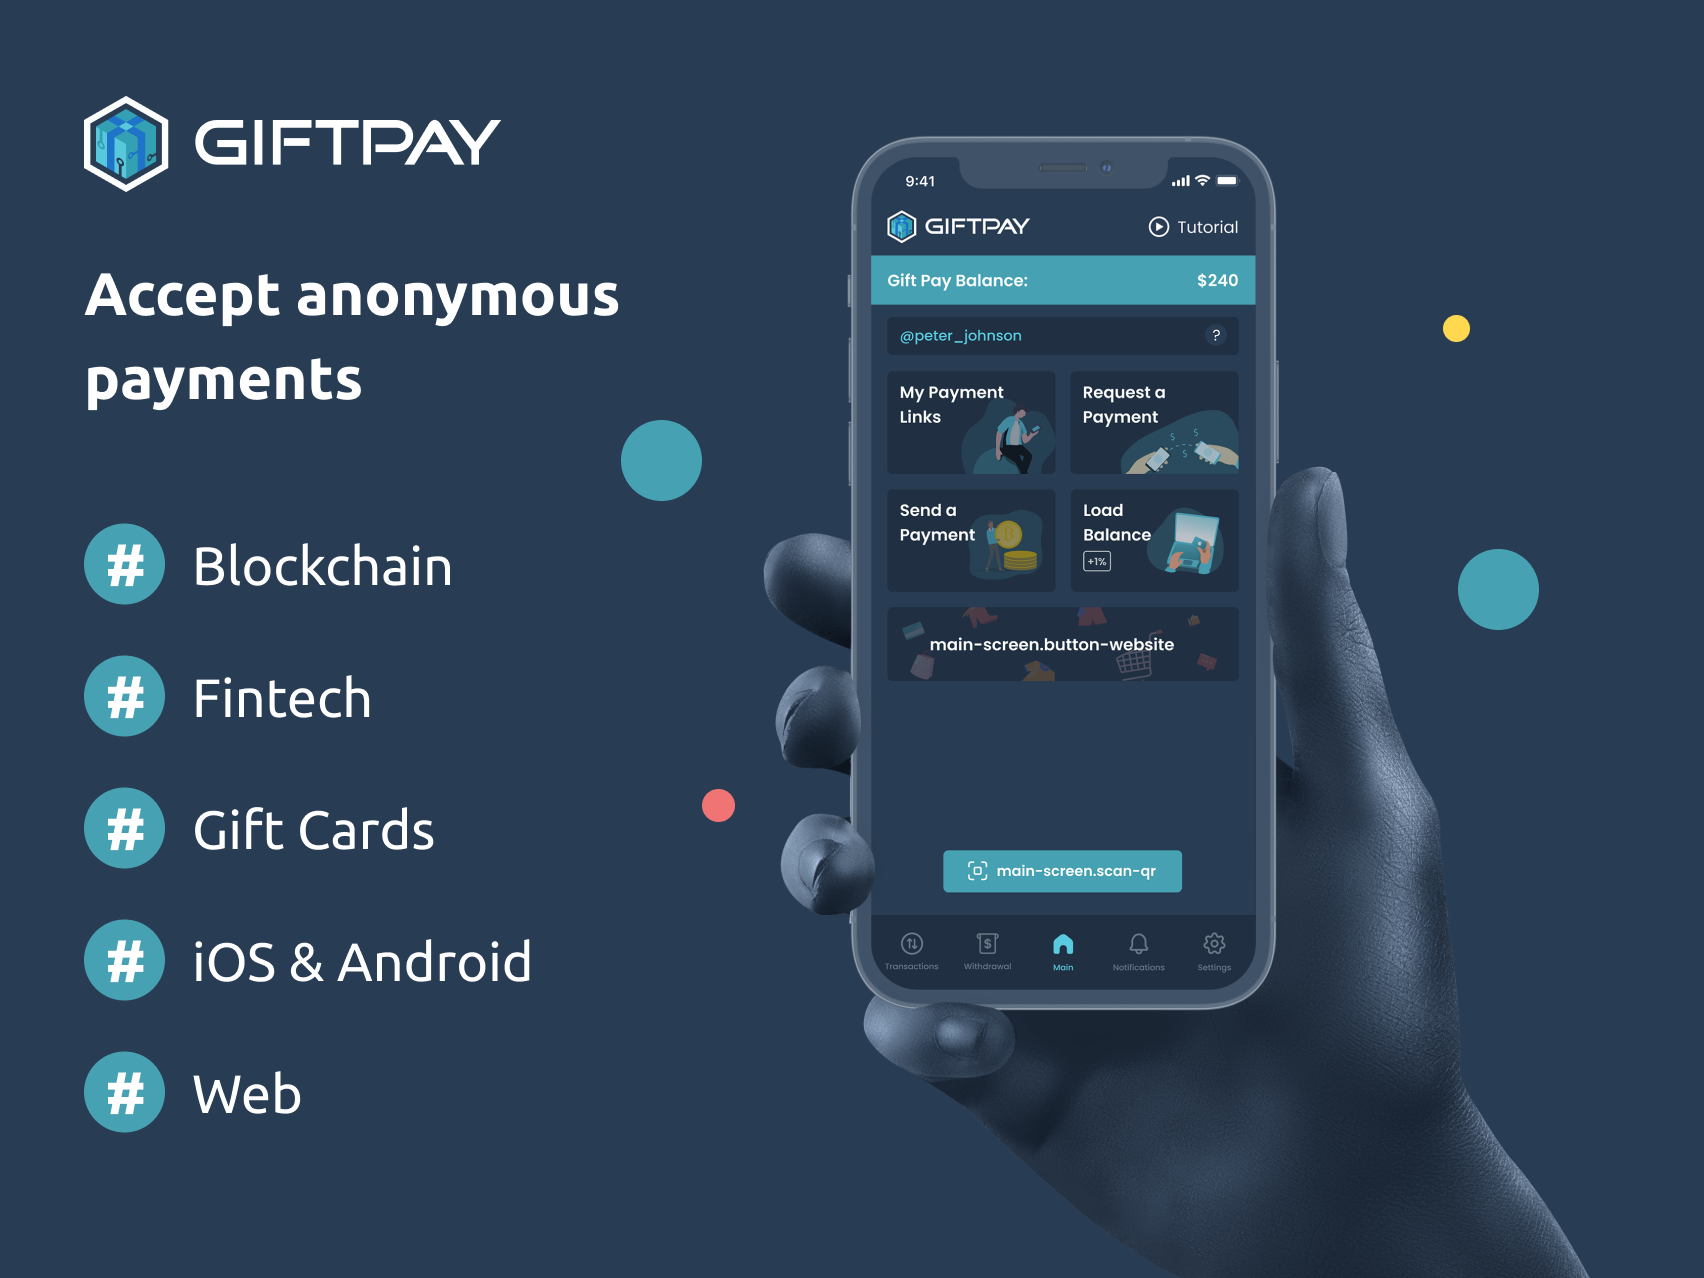 GIFTPAY
Accept anonymous
payments
# Blockchain
# Fintech
# Gift Cards
# iOS & Android
# Web
9:41
GIFTPAY
Tutorial
Gift Pay Balance:
$240
@peter_johnson
?
My Payment
Links
Request a
Payment
$ $
$
Send a
Payment
Load
Balance
+1%
main-screen.button-website
main-screen.scan-qr
$
Transactions
Withdrawal
Main
Notifications
Settings